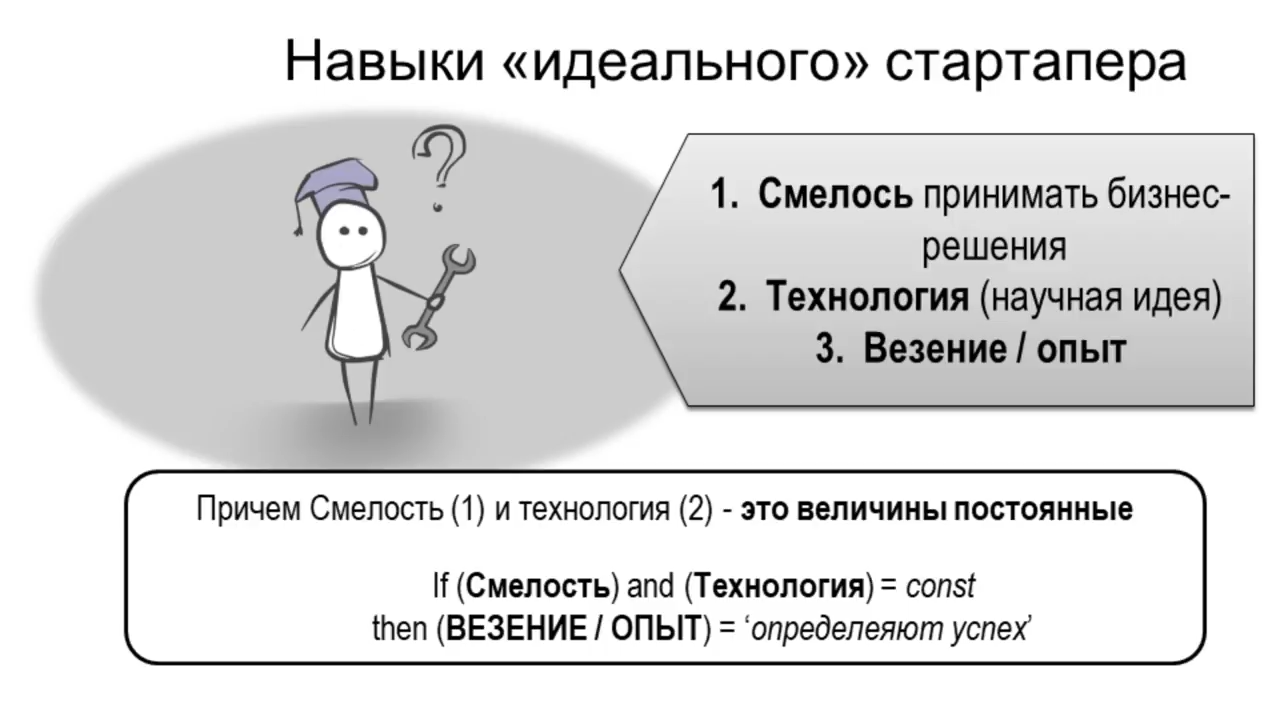 Навыки «идеального» стартапера
1. Смелось принимать бизнес-
решения
2. Технология (научная идея)
3. Везение / опыт
Причем Смелость (1) и технология (2) - это величины постоянные
If (Смелость) and (Технология) = const
then (ВЕЗЕНИЕ / ОПЫТ) = ‘определеяют успех’